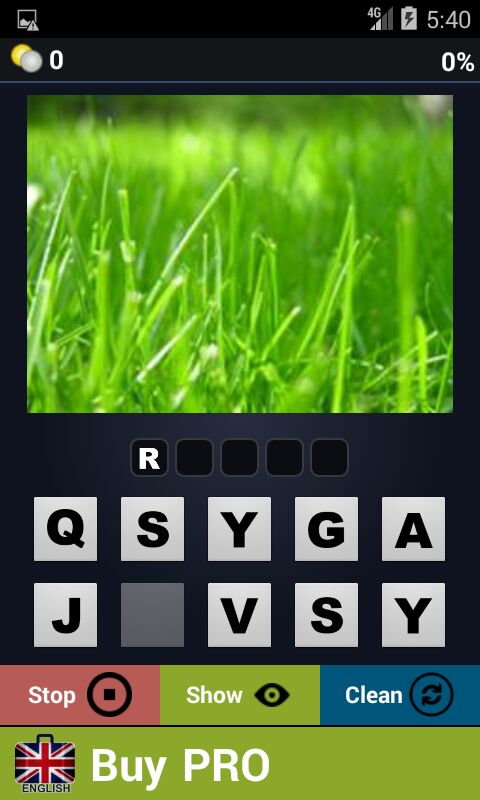 4G 5:40
0 0%
R
Q S Y G A
J V S Y
Stop Show Clean
ENGLISH Buy PRO